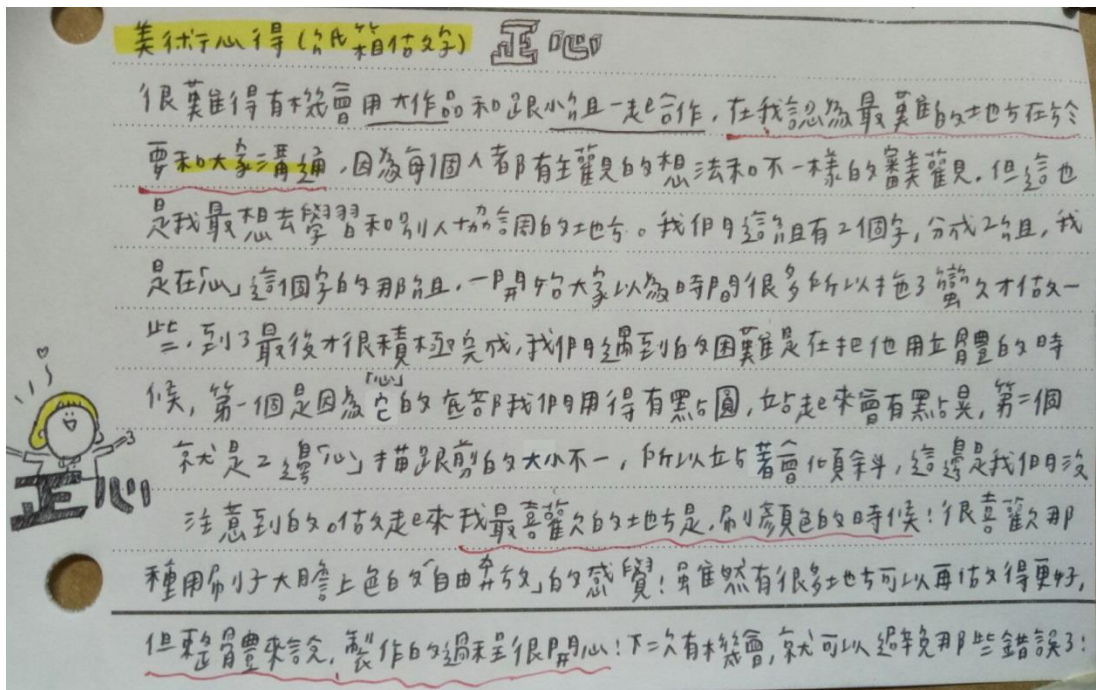 美術心得(紙箱做文字) 正心
很難得有機會用大作品和跟小組一起合作,在我認為最難的地方在於
要和大家溝通,因為每個人都有主觀的想法和不一樣的審美觀,但這也
是我最想去學習和別人協調的地方。我們這組有2個字,分成2組,我
是在「心」這個字的那組,一開始大家以為時間很多所以拖了蠻久才做一
些,到了最後才很積極完成,我們遇到的困難是在把他用立體的時
候,第一個是因為「心」它的底部我們用得有點圓,站起來會有點晃,第二個
就是2邊「心」描跟剪的大小不一,所以站著會傾斜,這邊是我們沒
正心
注意到的。做起來我最喜歡的地方是,刷顏色的時候!很喜歡那
種用刷子大膽上色的「自由奔放」的感覺!雖然有很多地方可以再做得更好,
但整體來說,製作的過程很開心!下次有機會,就可以避免那些錯誤了!